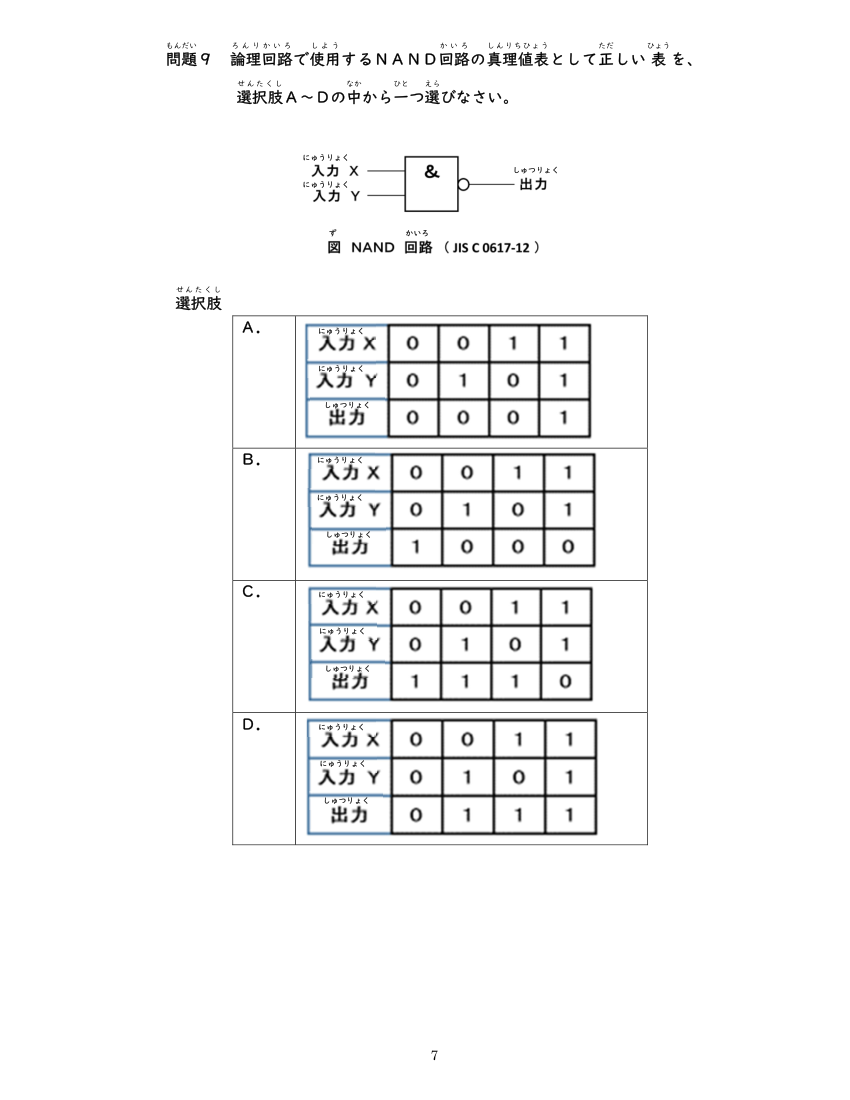 もんだい ろんりかいろ しよう かいろ しんりちひょう ただ ひょう
問題９ 論理回路で使用するＮＡＮＤ回路の真理値表として正しい 表 を、
せんたくし なか ひと えら
選択肢Ａ～Ｄの中から一つ選びなさい。
にゅうりょく
入力 X
にゅうりょく
入力 Y
&
しゅつりょく
出力
ず かいろ
図 NAND 回路 （ JIS C 0617-12 ）
せんたくし
選択肢
A．
にゅうりょく
入力 X 0 0 1 1
にゅうりょく
入力 Y 0 1 0 1
しゅつりょく
出力 0 0 0 1
B．
にゅうりょく
入力 X 0 0 1 1
にゅうりょく
入力 Y 0 1 0 1
しゅつりょく
出力 1 0 0 0
C．
にゅうりょく
入力 X 0 0 1 1
にゅうりょく
入力 Y 0 1 0 1
しゅつりょく
出力 1 1 1 0
D．
にゅうりょく
入力 X 0 0 1 1
にゅうりょく
入力 Y 0 1 0 1
しゅつりょく
出力 0 1 1 1
7